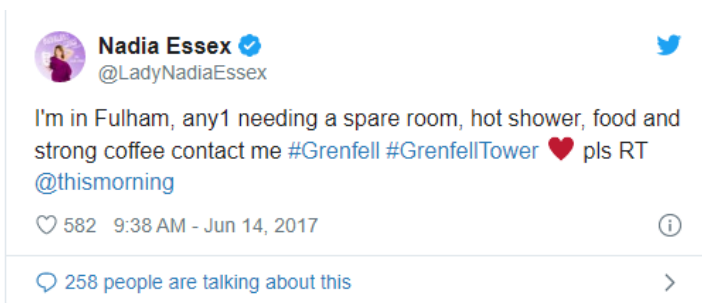 Nadia Essex
@LadyNadiaEssex
I'm in Fulham, any1 needing a spare room, hot shower, food and
strong coffee contact me #Grenfell #GrenfellTower ❤️ pls RT
@thismorning
582 9:38 AM - Jun 14, 2017
258 people are talking about this